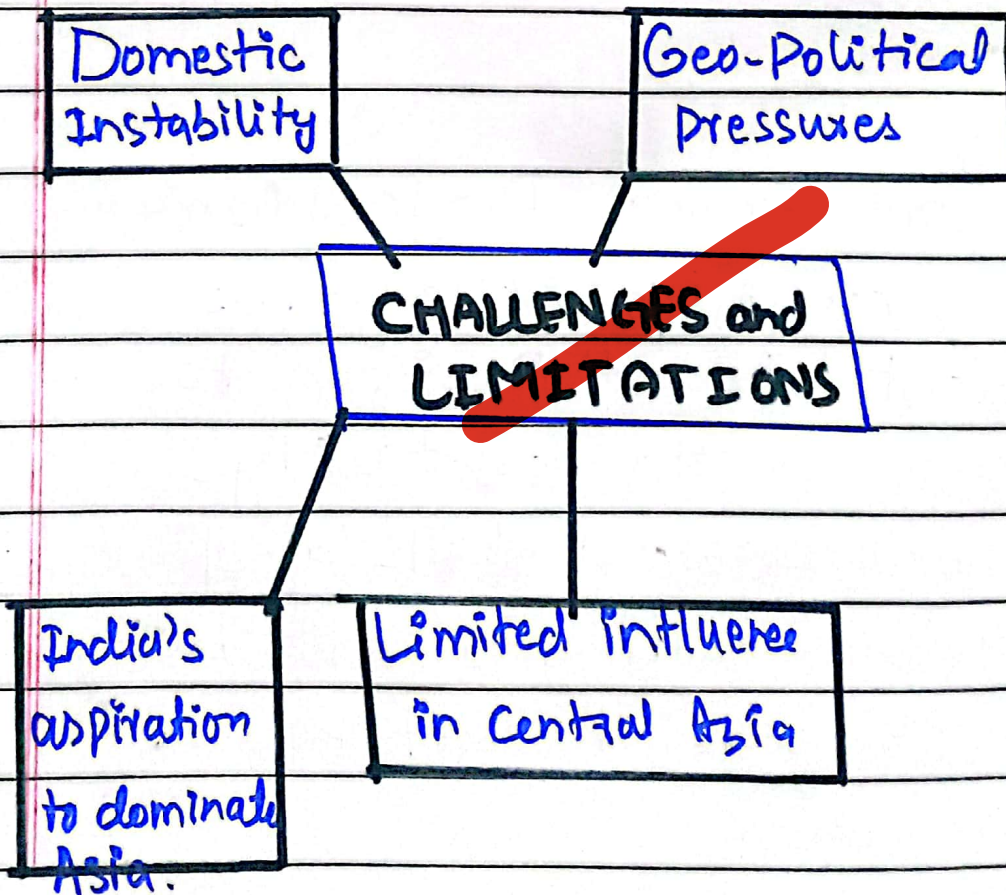 Domestic
Instability
Geo-Political
Pressures
CHALLENGES and
LIMITATIONS
India's
aspiration
to dominate
Asia.
Limited influence
in Central Asia